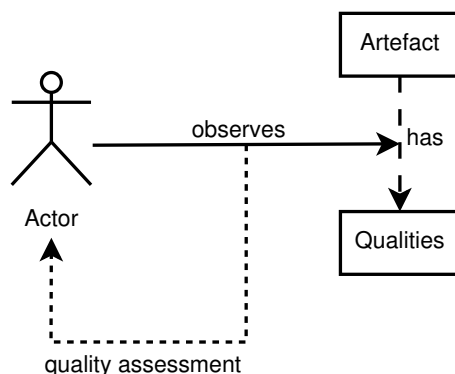 Artefact
observes
has
Actor
Qualities
quality assessment